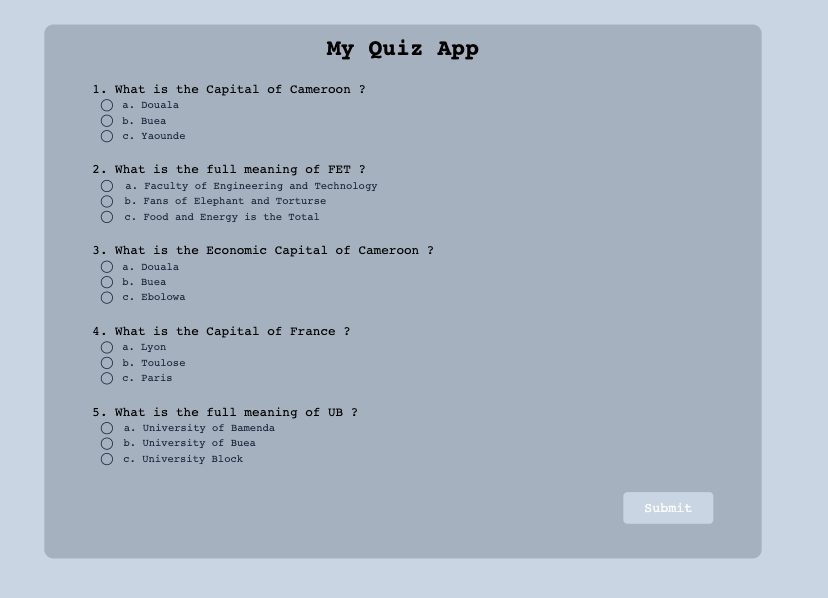 My Quiz App
1. What is the Capital of Cameroon ?
a. Douala
b. Buea
c. Yaounde
2. What is the full meaning of FET ?
a. Faculty of Engineering and Technology
b. Fans of Elephant and Torturse
c. Food and Energy is the Total
3. What is the Economic Capital of Cameroon ?
a. Douala
b. Buea
c. Ebolowa
4. What is the Capital of France ?
a. Lyon
b. Toulose
c. Paris
5. What is the full meaning of UB ?
a. University of Bamenda
b. University of Buea
c. University Block
Submit